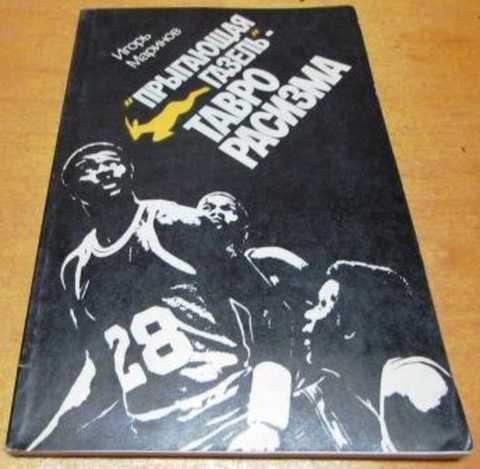 Игорь
Маринов
"ПРЫГАЮЩАЯ
ГАЗЕЛЬ"-
ТАВРО
РАСИЗМА
28